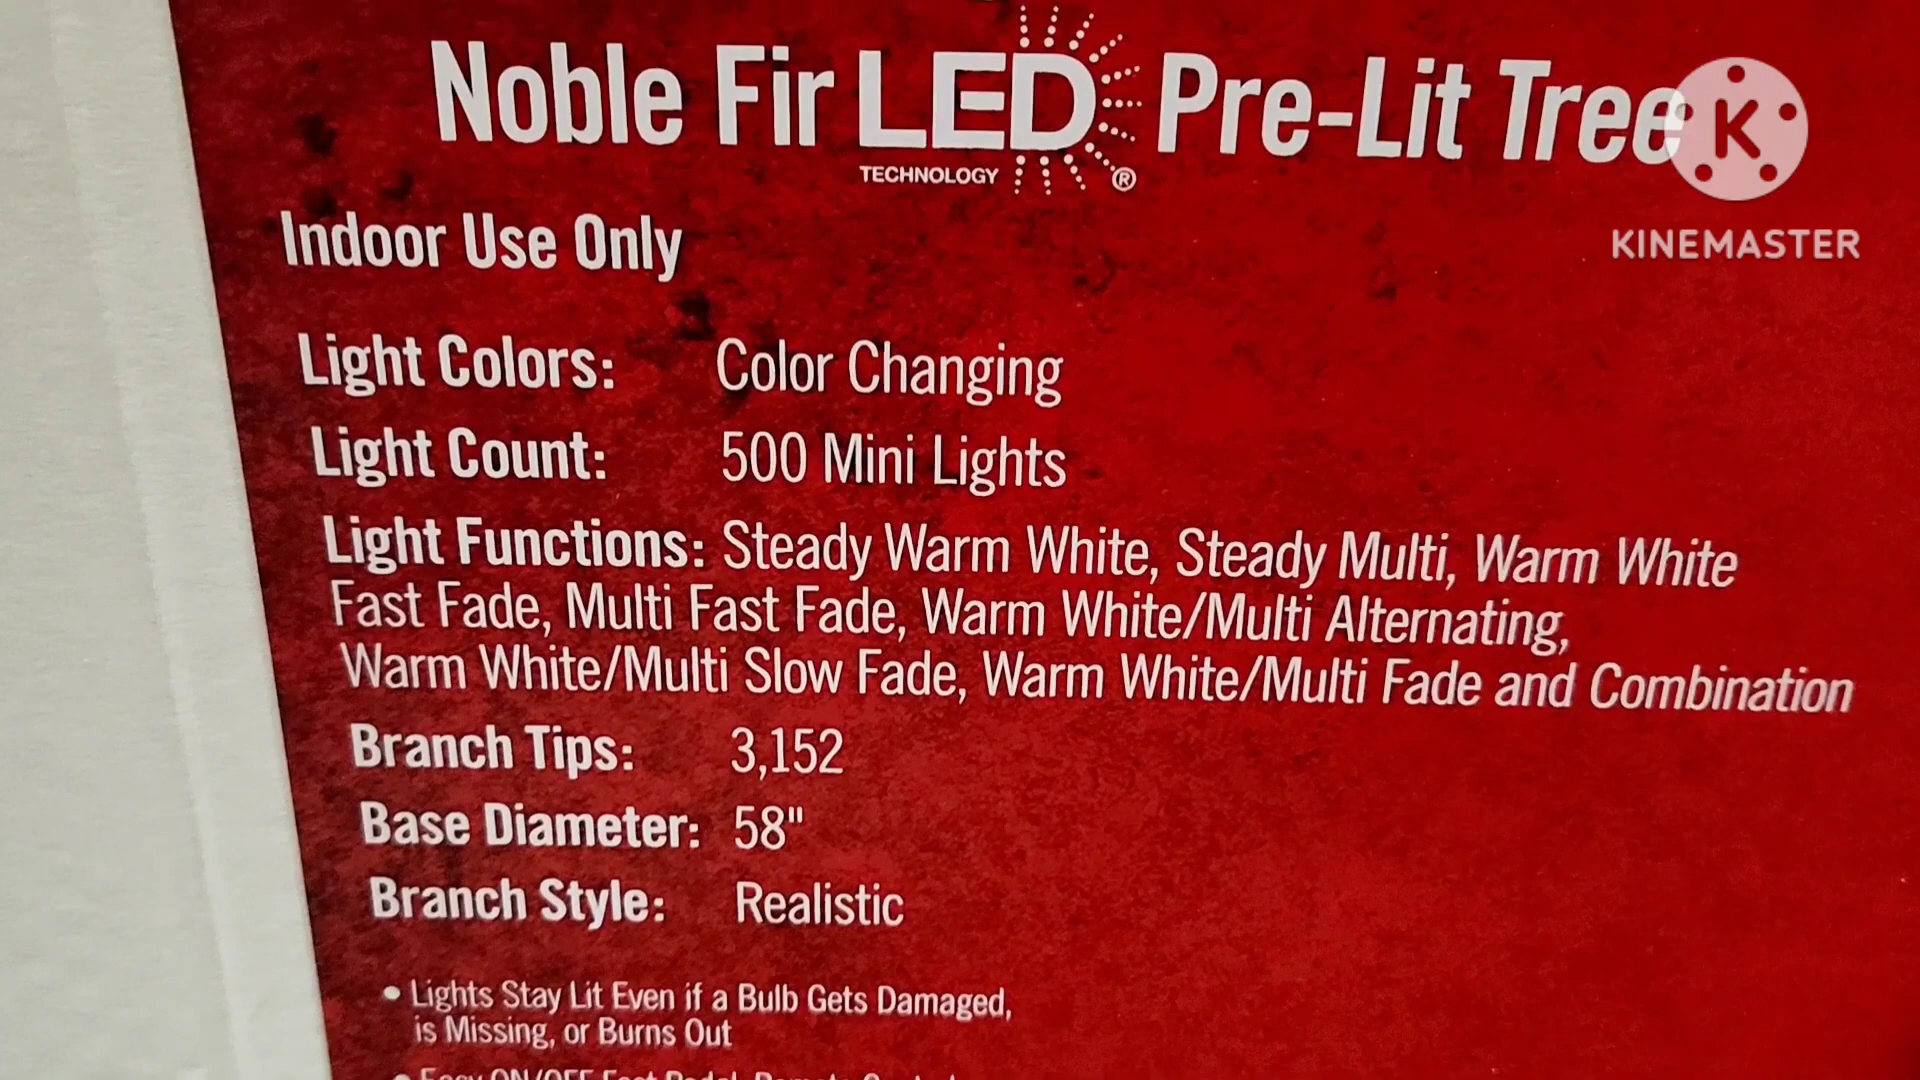 Noble Fir LED Pre-Lit Tree
TECHNOLOGY ®
K
KINEMASTER
Indoor Use Only
Light Colors: Color Changing
Light Count: 500 Mini Lights
Light Functions: Steady Warm White, Steady Multi, Warm White
Fast Fade, Multi Fast Fade, Warm White/Multi Alternating,
Warm White/Multi Slow Fade, Warm White/Multi Fade and Combination
Branch Tips: 3,152
Base Diameter: 58"
Branch Style: Realistic
• Lights Stay Lit Even if a Bulb Gets Damaged,
is Missing, or Burns Out